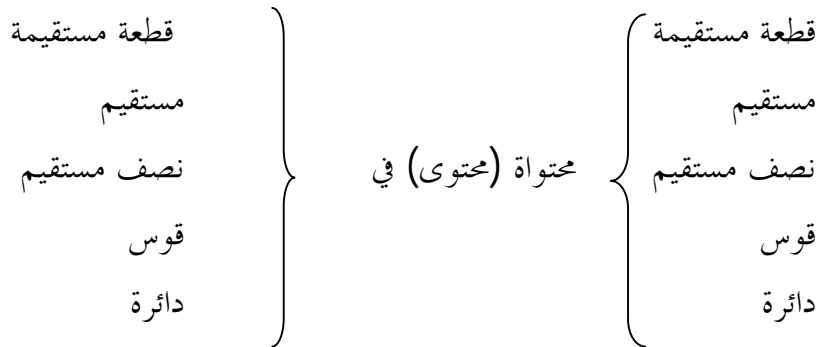 قطعة مستقيمة قطعة مستقيمة
مستقيم مستقيم
نصف مستقيم محتواة (محتوى) في نصف مستقيم
قوس قوس
دائرة دائرة